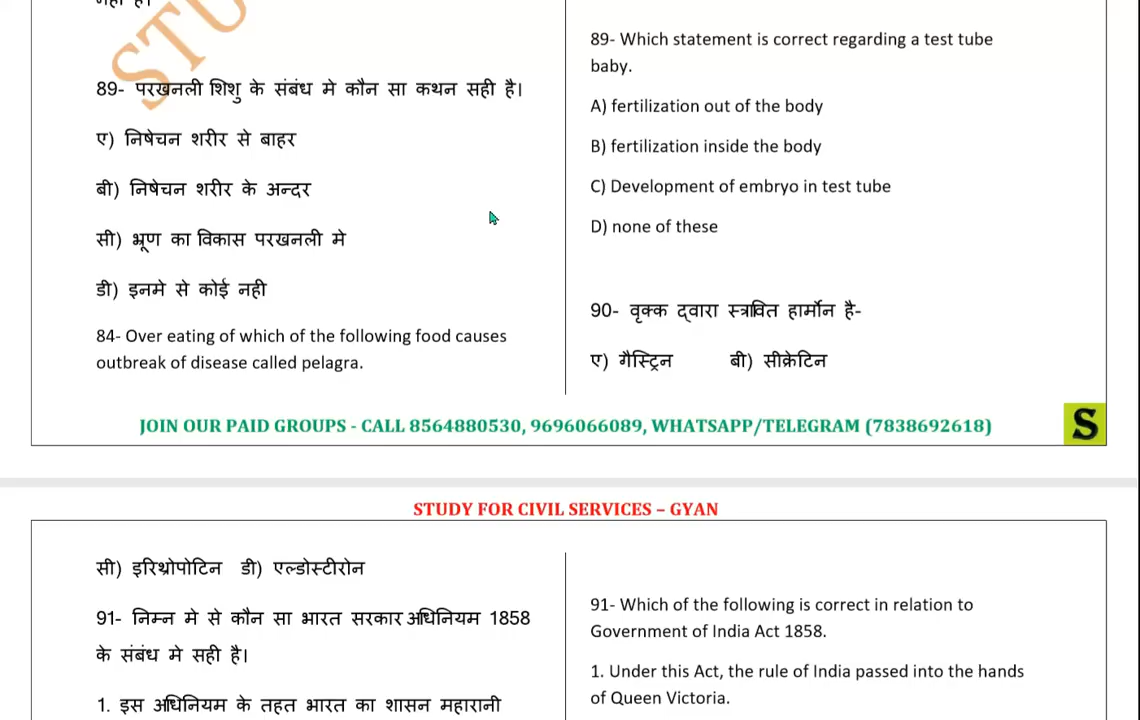 नही है।
89- परखनली शिशु के संबंध मे कौन सा कथन सही है।
ए) निषेचन शरीर से बाहर
बी) निषेचन शरीर के अन्दर
सी) भ्रूण का विकास परखनली मे
डी) इनमे से कोई नही
84- Over eating of which of the following food causes
outbreak of disease called pelagra.
89- Which statement is correct regarding a test tube
baby.
A) fertilization out of the body
B) fertilization inside the body
C) Development of embryo in test tube
D) none of these
90- वृक्क द्वारा स्त्रावित हार्मोन है-
ए) गैस्ट्रिन बी) सीक्रेटिन
JOIN OUR PAID GROUPS - CALL 8564880530, 9696066089, WHATSAPP/TELEGRAM (7838692618)
S
STUDY FOR CIVIL SERVICES – GYAN
सी) इरिथ्रोपोटिन डी) एल्डोस्टीरोन
91- निम्न मे से कौन सा भारत सरकार अधिनियम 1858
के संबंध मे सही है।
1. इस अधिनियम के तहत भारत का शासन महारानी
91- Which of the following is correct in relation to
Government of India Act 1858.
1. Under this Act, the rule of India passed into the hands
of Queen Victoria.